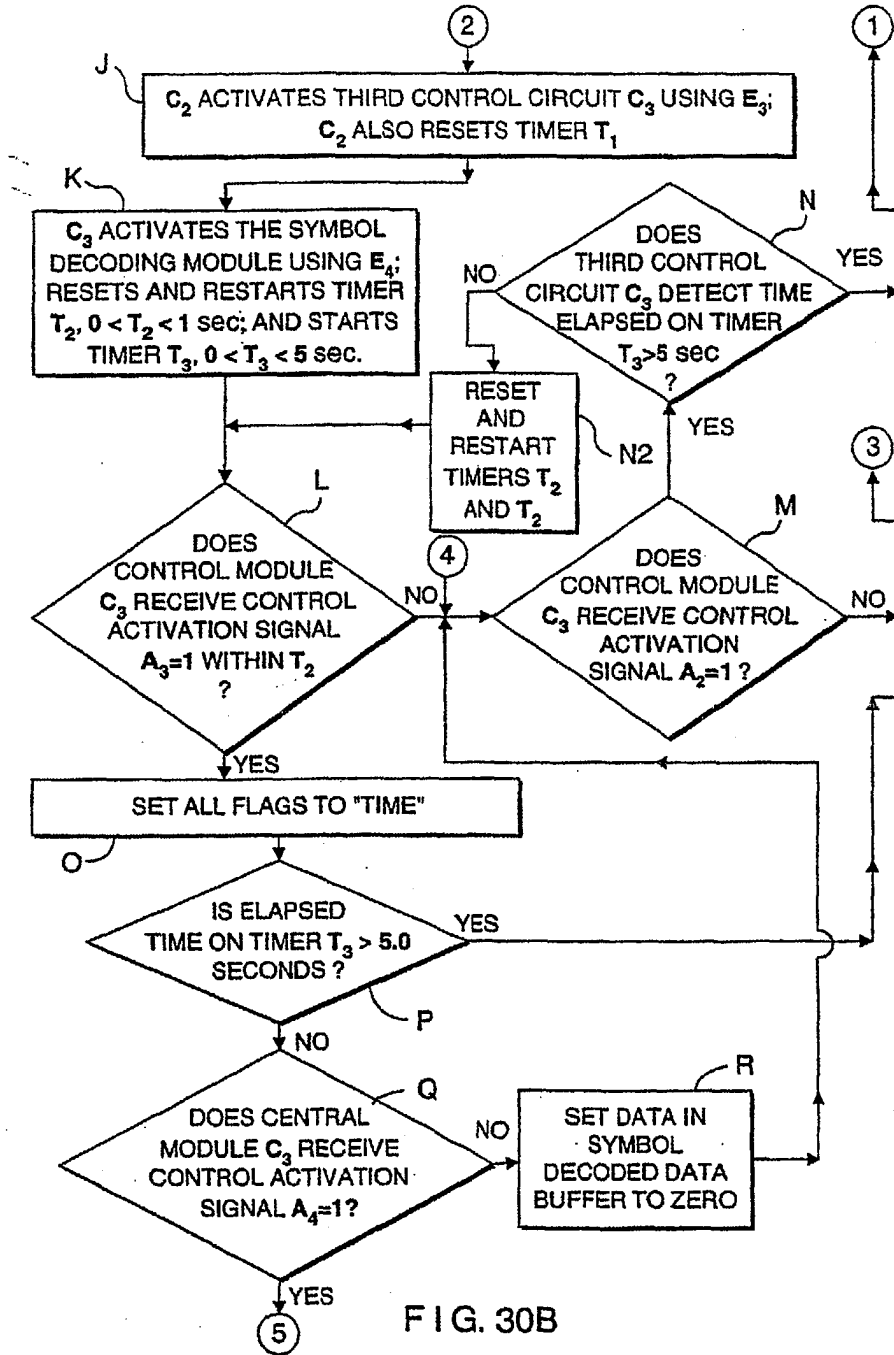 2
1
J
C2 ACTIVATES THIRD CONTROL CIRCUIT C3 USING E3;
C2 ALSO RESETS TIMER T1
K
C3 ACTIVATES THE SYMBOL
DECODING MODULE USING E4;
RESETS AND RESTARTS TIMER
T2, 0 < T2 < 1 sec; AND STARTS
TIMER T3, 0 < T3 < 5 sec.
N
DOES
THIRD CONTROL
CIRCUIT C3 DETECT TIME
ELAPSED ON TIMER
T3>5 sec
?
NO
YES
RESET
AND
RESTART
TIMERS T2
AND T2
N2
YES
3
L
DOES
CONTROL MODULE
C3 RECEIVE CONTROL
ACTIVATION SIGNAL
A3=1 WITHIN T2
?
NO
4
M
DOES
CONTROL MODULE
C3 RECEIVE CONTROL
ACTIVATION
SIGNAL A2=1 ?
NO
YES
SET ALL FLAGS TO "TIME"
O
IS ELAPSED
TIME ON TIMER T3 > 5.0
SECONDS ?
YES
P
NO
Q
DOES CENTRAL
MODULE C3 RECEIVE
CONTROL ACTIVATION
SIGNAL A4=1?
NO
R
SET DATA IN
SYMBOL
DECODED DATA
BUFFER TO ZERO
YES
5
FIG. 30B